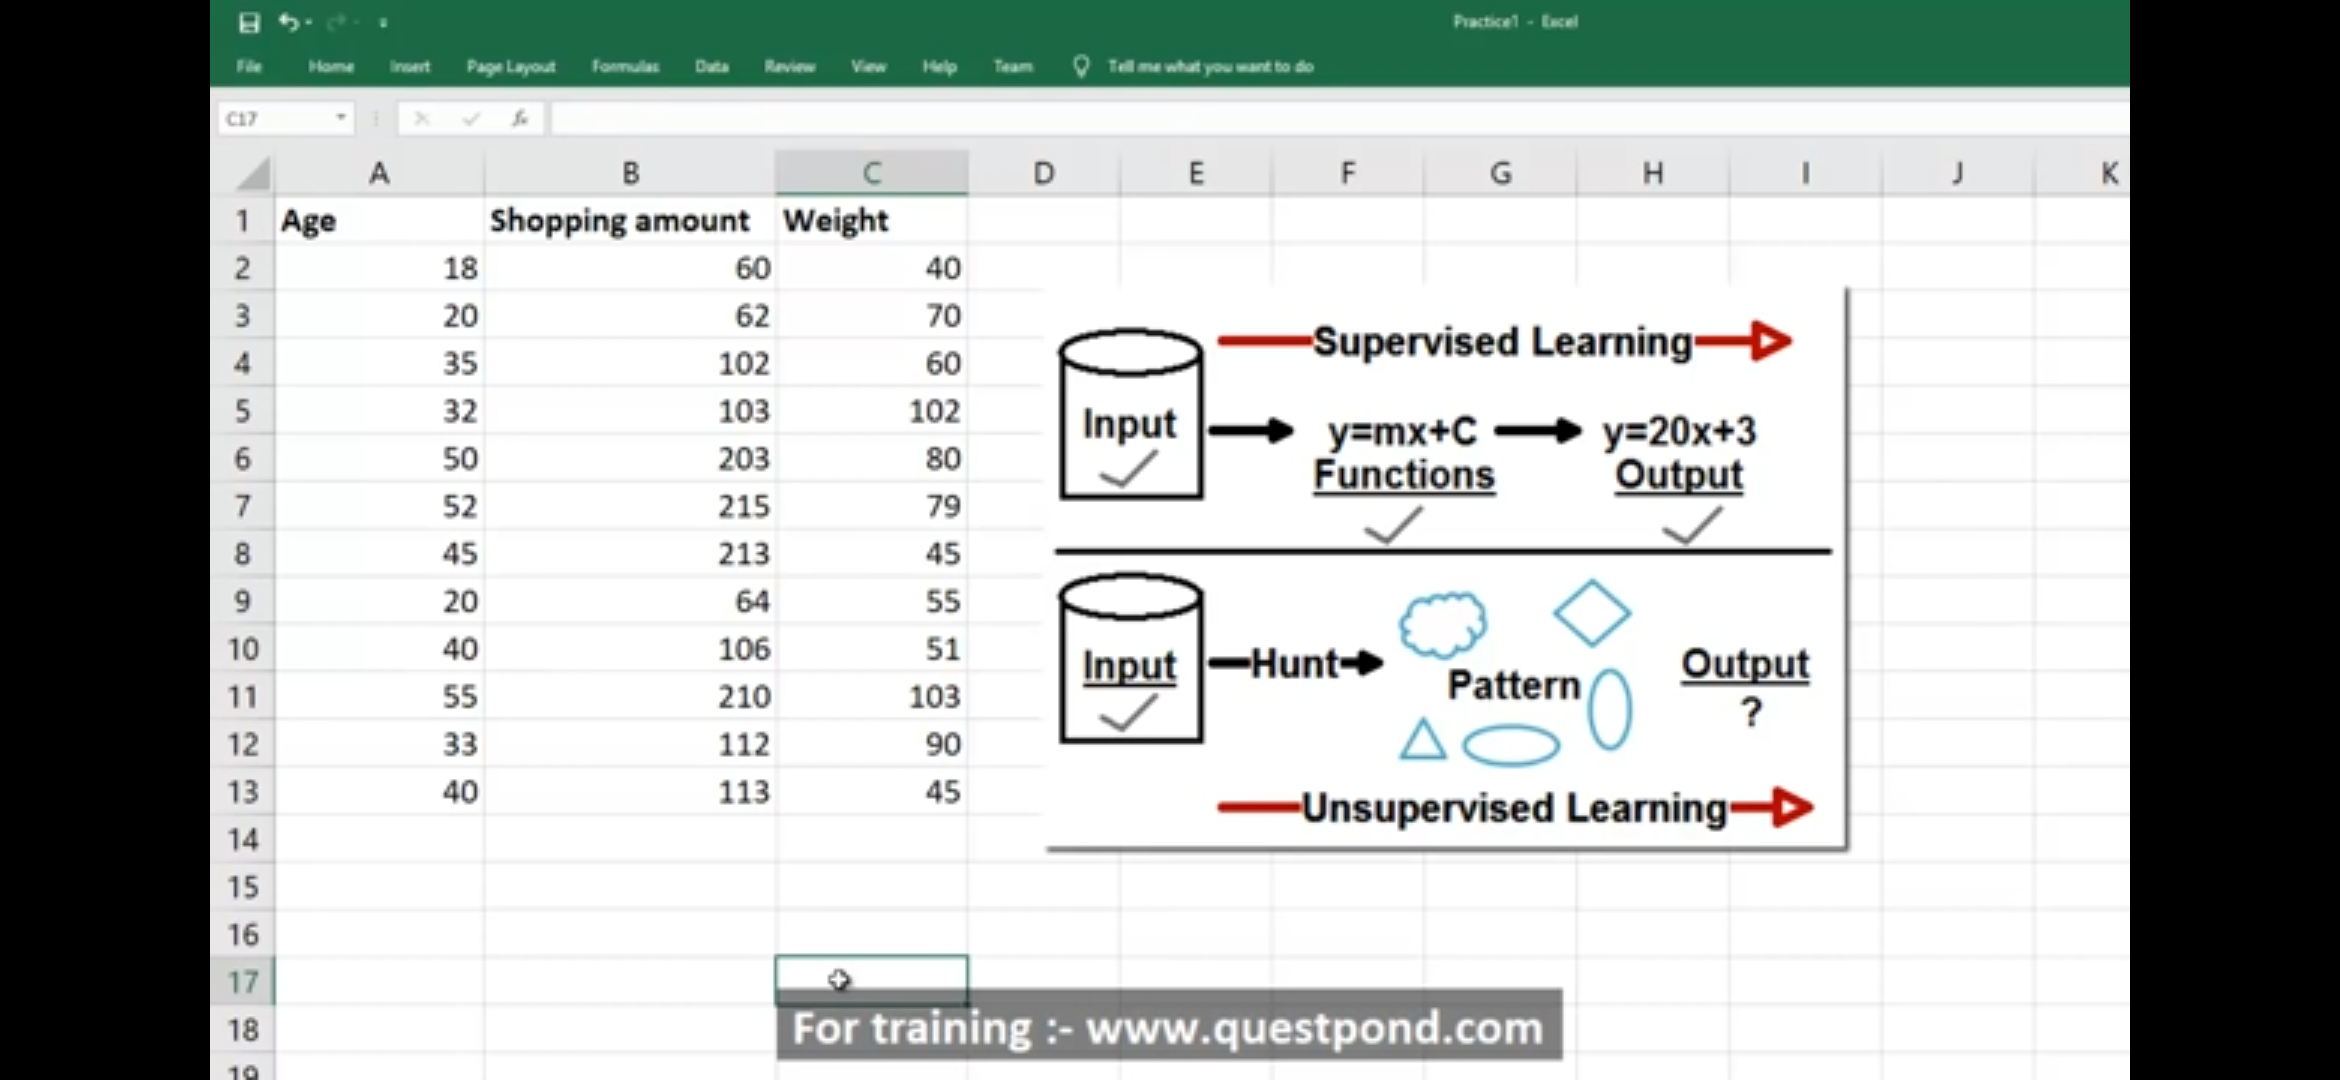 Practice1 - Excel
File Home Insert Page Layout Formulas Data Review View Help Team Tell me what you want to do
C17 fx
A B C D E F G H I J K
1 Age Shopping amount Weight
2 18 60 40
3 20 62 70
4 35 102 60
5 32 103 102
6 50 203 80
7 52 215 79
8 45 213 45
9 20 64 55
10 40 106 51
11 55 210 103
12 33 112 90
13 40 113 45
14
15
16
17
18
19
Supervised Learning
Input y=mx+C y=20x+3
Functions Output
Input Hunt Pattern Output
?
Unsupervised Learning
For training :- www.questpond.com